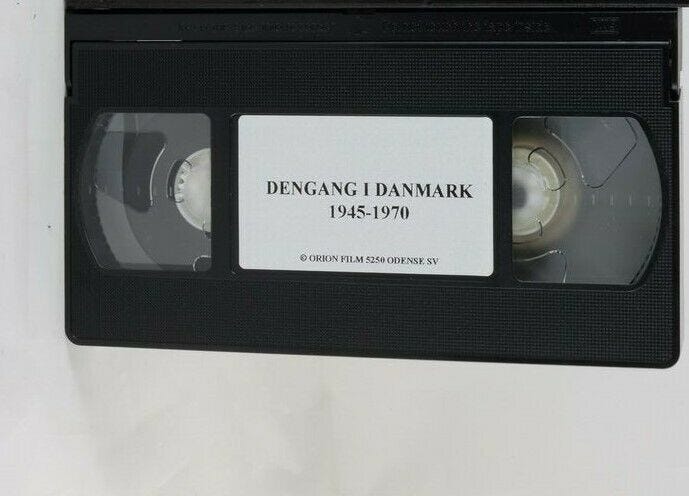 DENGANG I DANMARK
1945-1970
© ORION FILM 5250 ODENSE SV